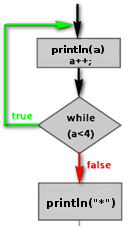 println(a)
a++;
true
while
(a<4)
false
println("*")